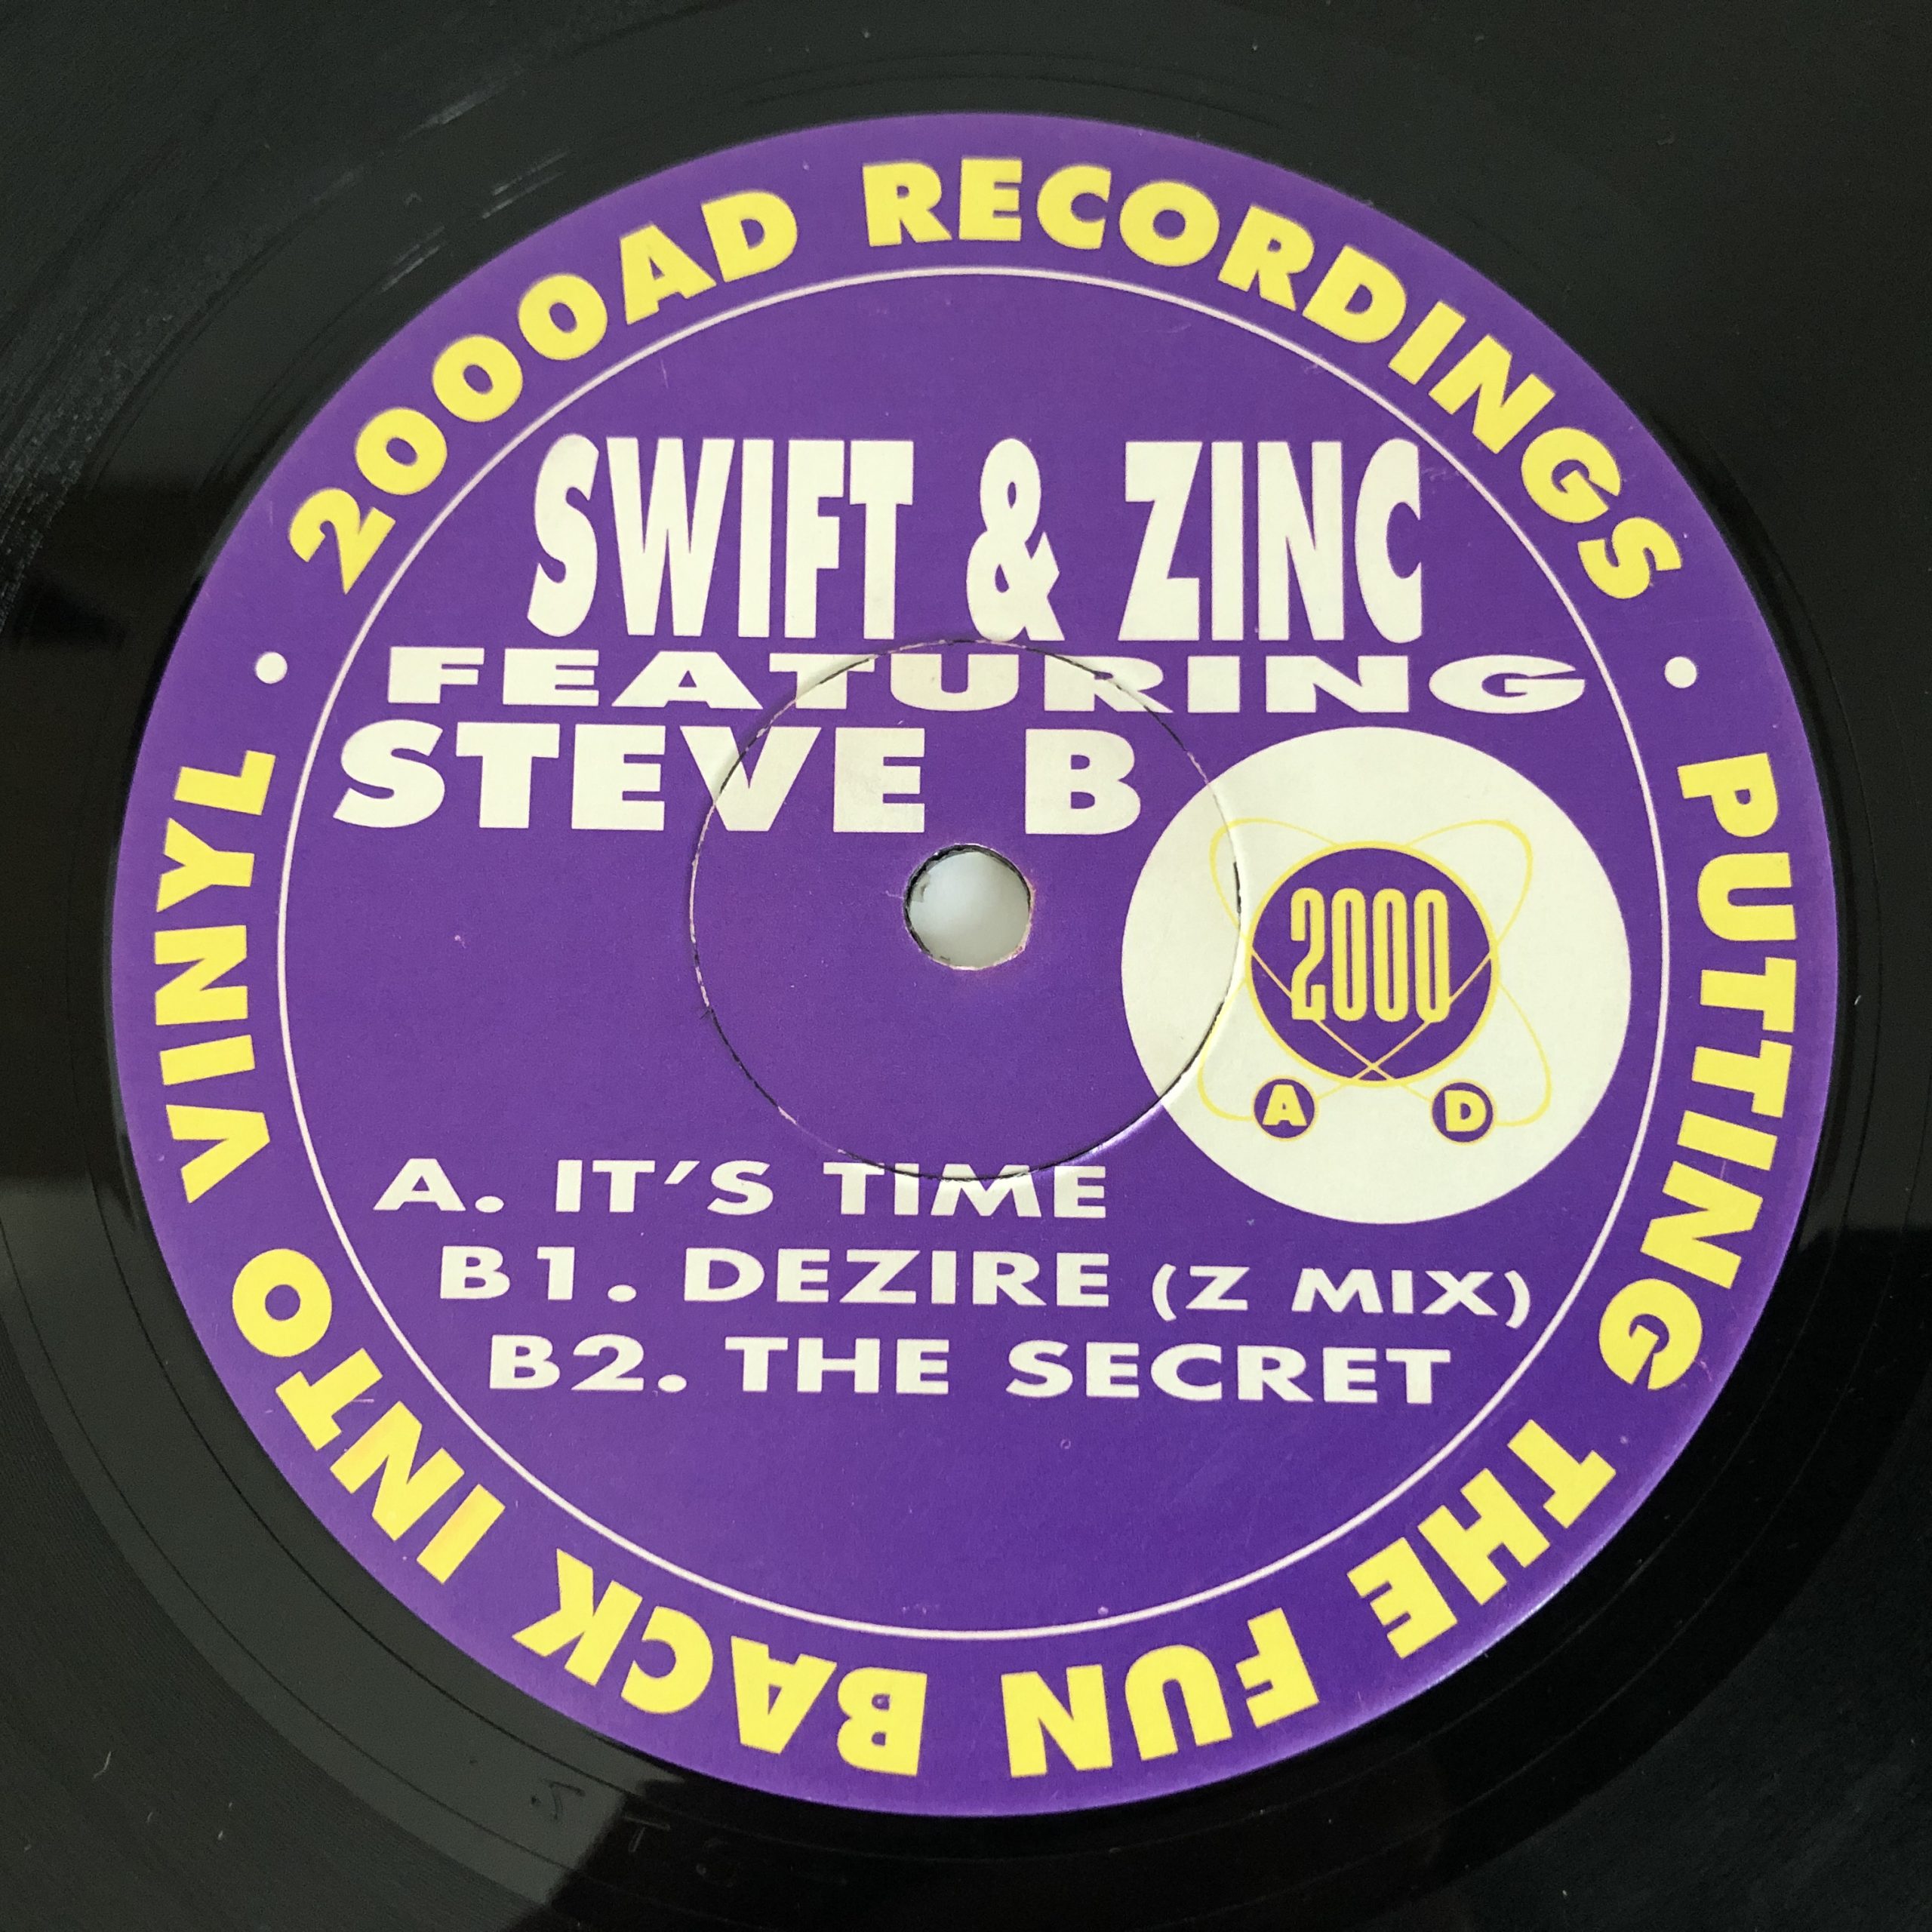 2000AD RECORDINGS • PUTTING THE FUN BACK INTO VINYL •
SWIFT & ZINC
FEATURING
STEVE B
2000
A D
A. IT'S TIME
B1. DEZIRE (Z MIX)
B2. THE SECRET